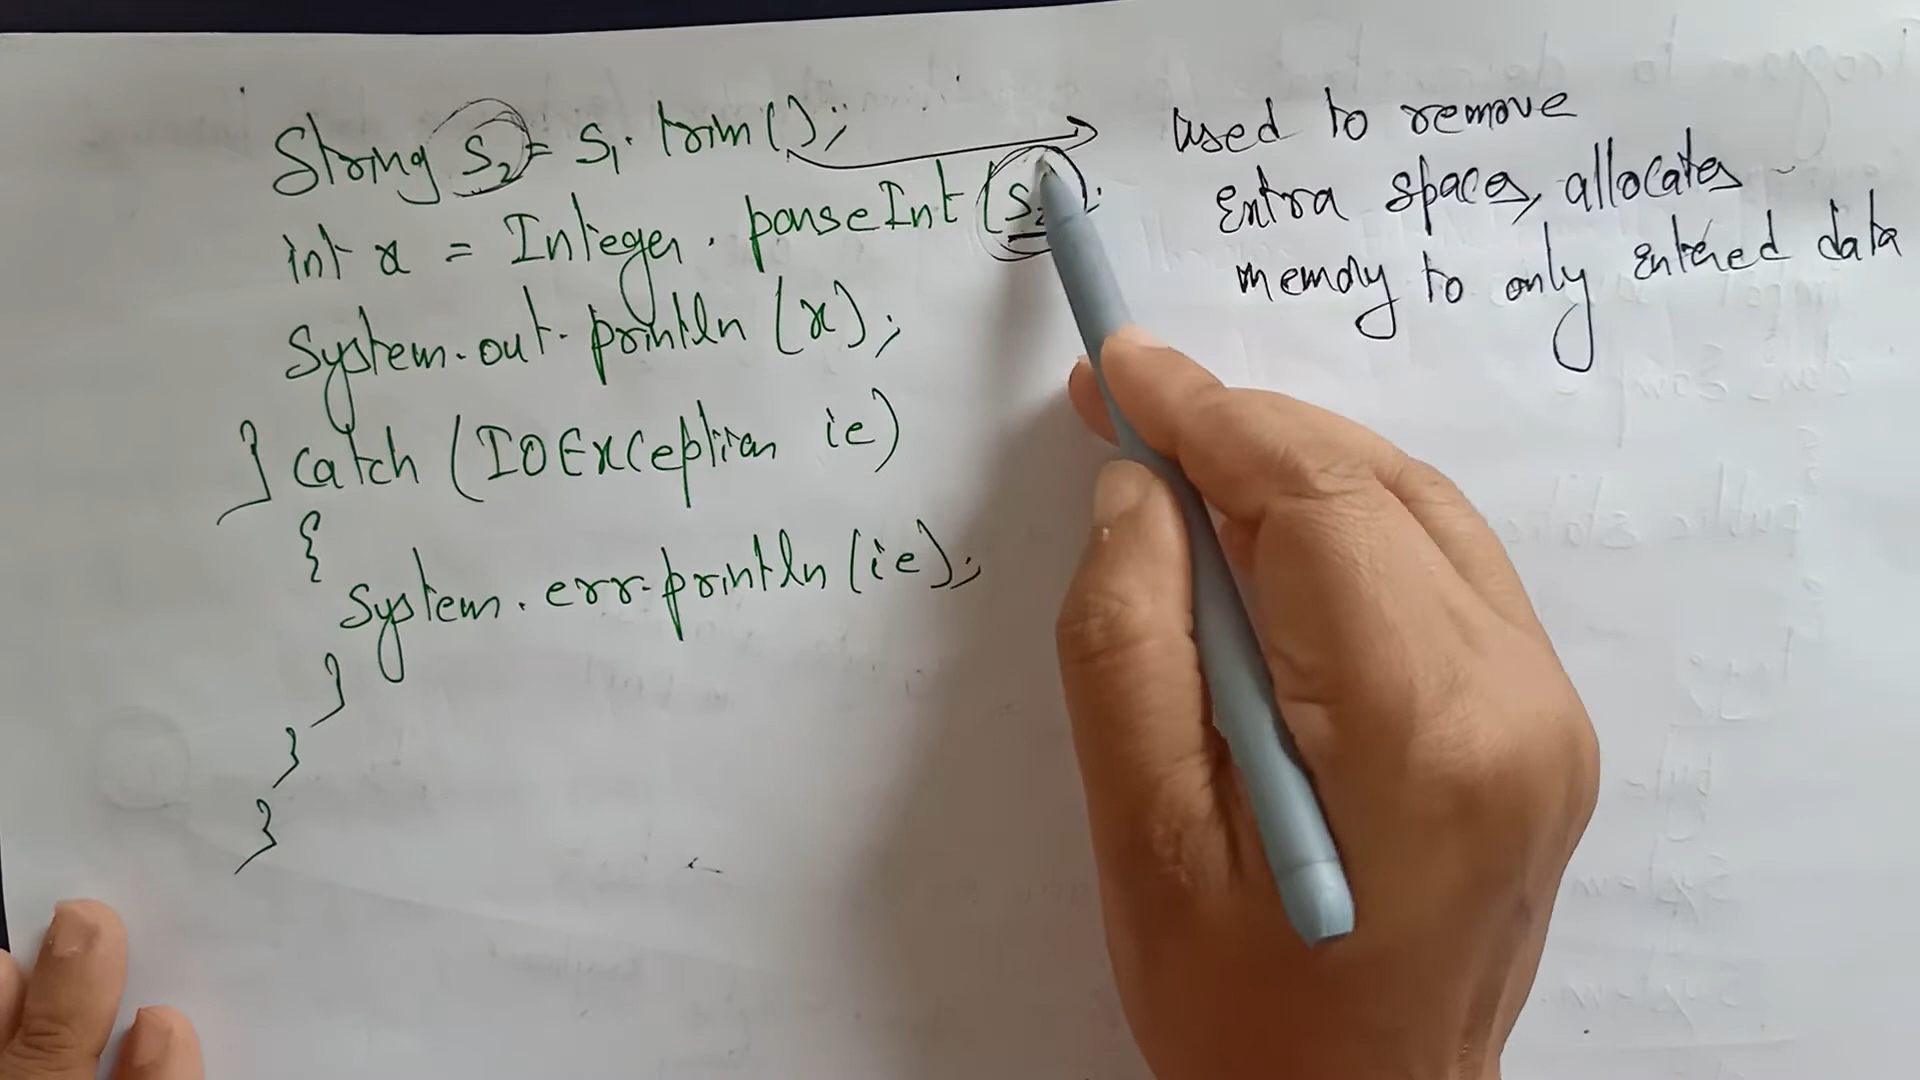 String S2 = S1. trim();
used to remove
extra spaces, allocates
memory to only entered data
int x = Integer. parseInt (S2);
System.out.println (x);
} catch (IOException ie)
{
System.err.println (ie);
}
}
}